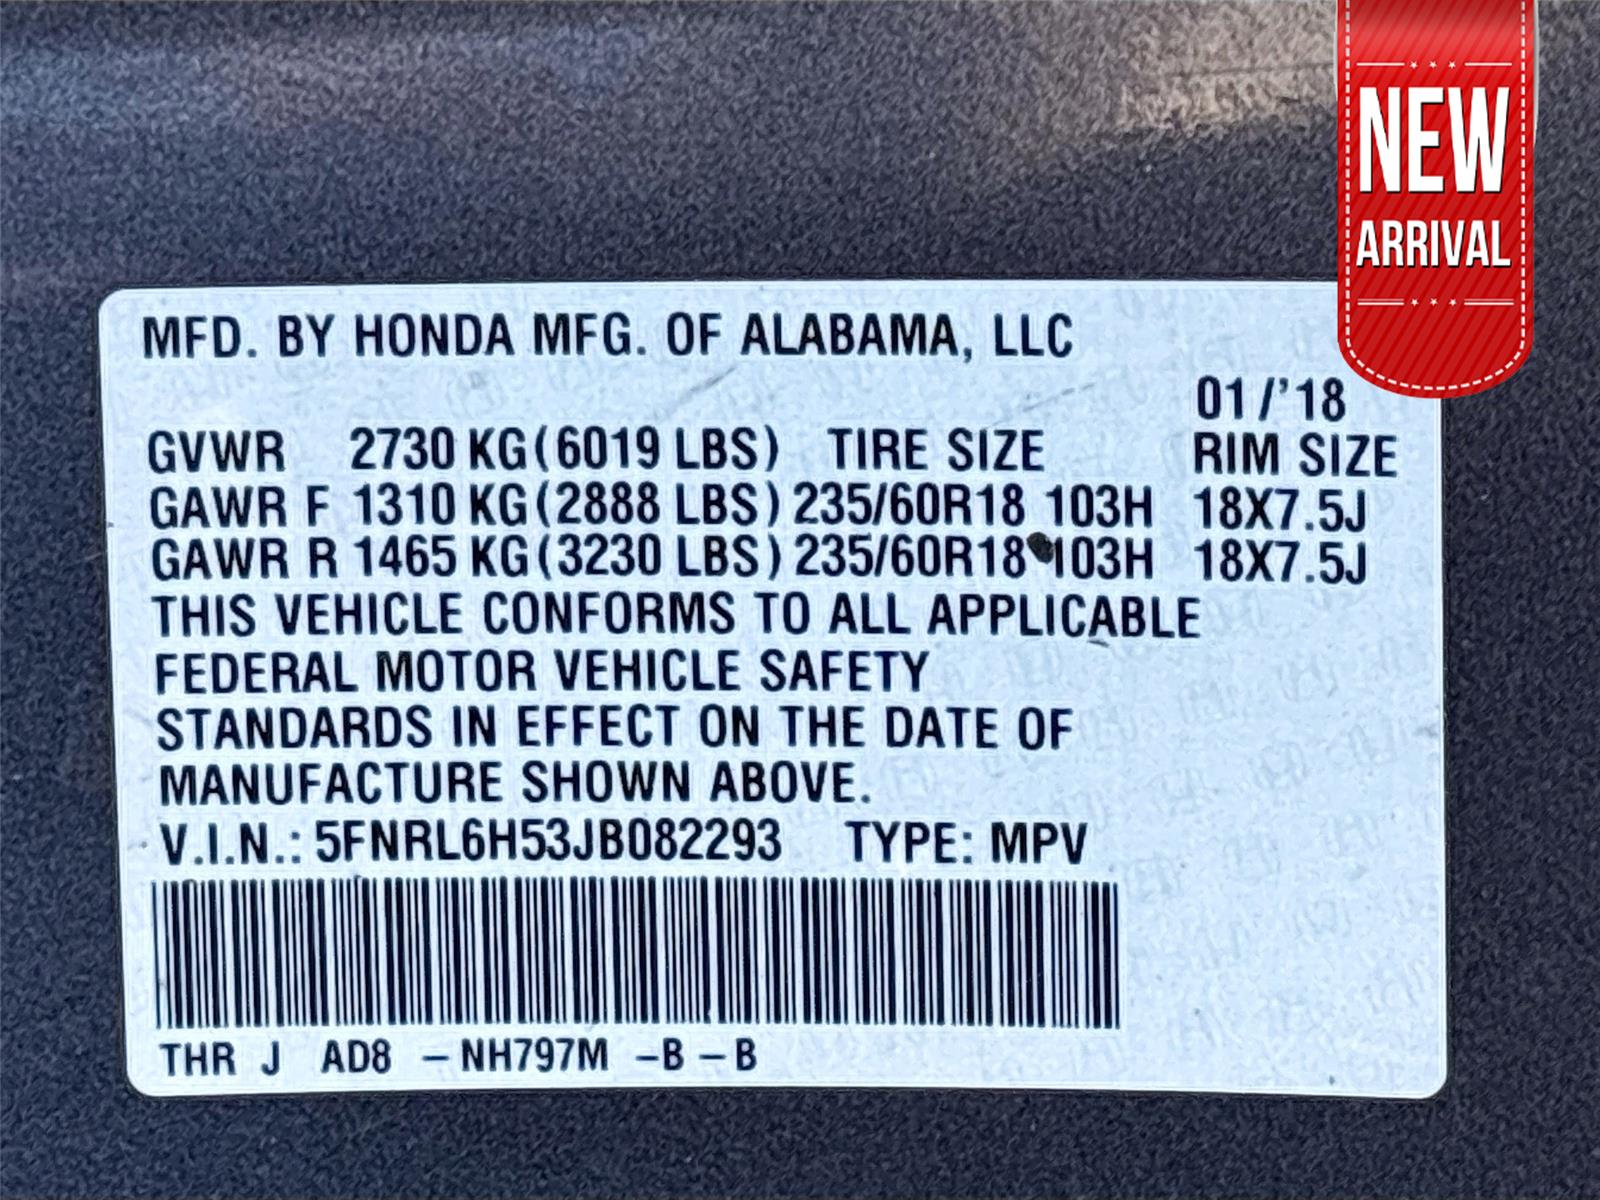 NEW
ARRIVAL
MFD. BY HONDA MFG. OF ALABAMA, LLC
01/'18
GVWR 2730 KG (6019 LBS) TIRE SIZE RIM SIZE
GAWR F 1310 KG (2888 LBS) 235/60R18 103H 18X7.5J
GAWR R 1465 KG (3230 LBS) 235/60R18 103H 18X7.5J
THIS VEHICLE CONFORMS TO ALL APPLICABLE
FEDERAL MOTOR VEHICLE SAFETY
STANDARDS IN EFFECT ON THE DATE OF
MANUFACTURE SHOWN ABOVE.
V.I.N.: 5FNRL6H53JB082293 TYPE: MPV
THR J AD8 – NH797M –B – B